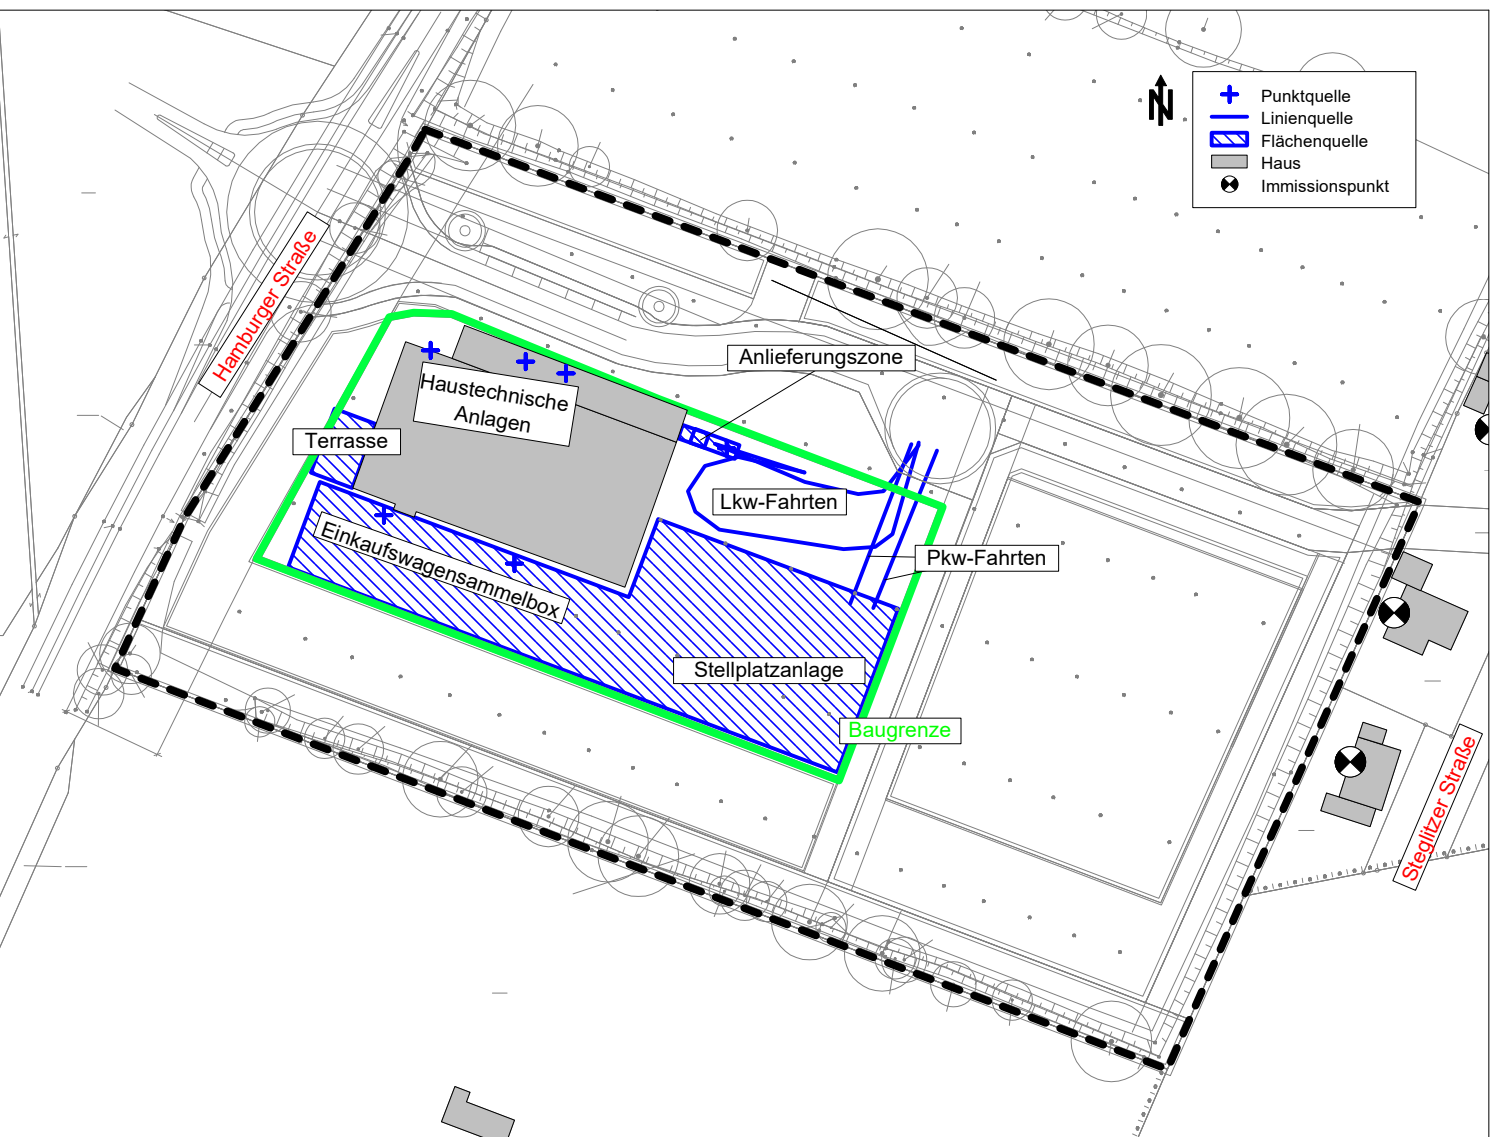 Punktquelle
Linienquelle
Flächenquelle
Haus
Immissionspunkt
N
Hamburger Straße
Anlieferungszone
Haustechnische
Anlagen
Terrasse
Lkw-Fahrten
Einkaufswagensammelbox
Pkw-Fahrten
Stellplatzanlage
Baugrenze
Steglitzer Straße